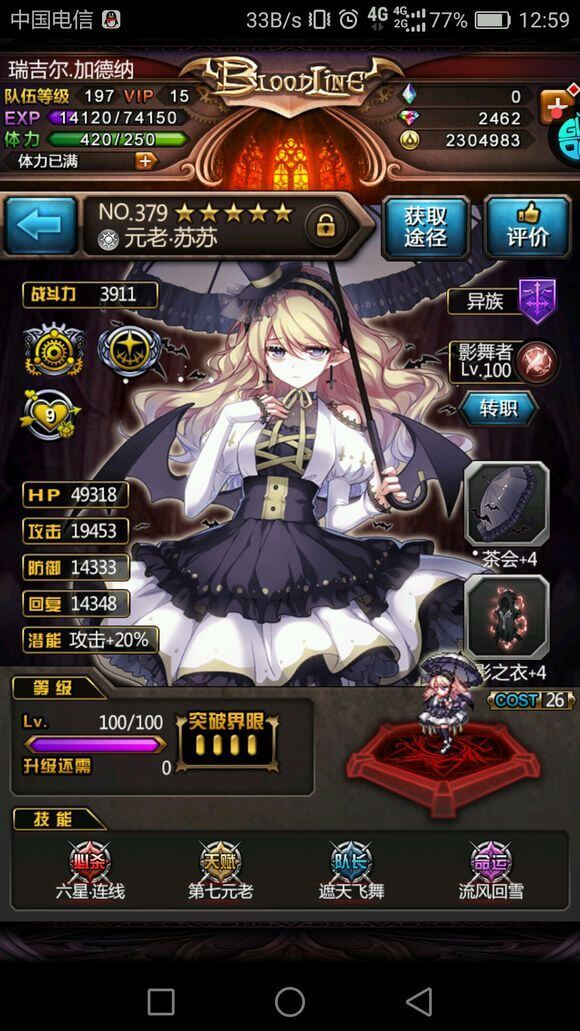 中国电信 33B/s 4G 4G 2G 77% 12:59
瑞吉尔.加德纳
BLOODLINE
队伍等级 197 VIP 15
0
EXP 14120/74150
2462
体力 420/250
2304983
体力已满
NO.379
元老·苏苏
获取
途径
评价
战斗力 3911
异族
影舞者
Lv.100
9
转职
HP 49318
攻击 19453
防御 14333
回复 14348
潜能 攻击+20%
茶会+4
影之衣+4
COST 26
等级
Lv. 100/100
突破界限
升级还需 0
技能
必杀 天赋 队长 命运
六星·连线 第七元老 遮天飞舞 流风回雪